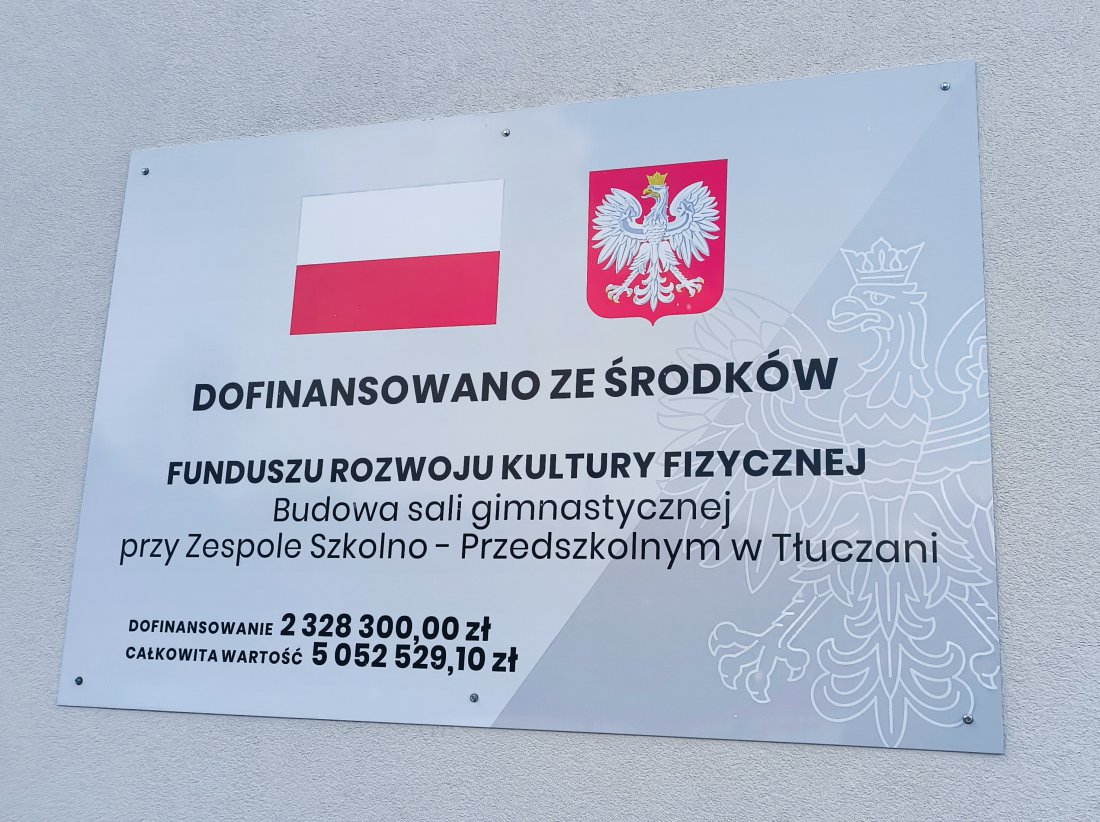 DOFINANSOWANO ZE ŚRODKÓW
FUNDUSZU ROZWOJU KULTURY FIZYCZNEJ
Budowa sali gimnastycznej
przy Zespole Szkolno - Przedszkolnym w Tłuczani
DOFINANSOWANIE 2 328 300,00 zł
CAŁKOWITA WARTOŚĆ 5 052 529,10 zł